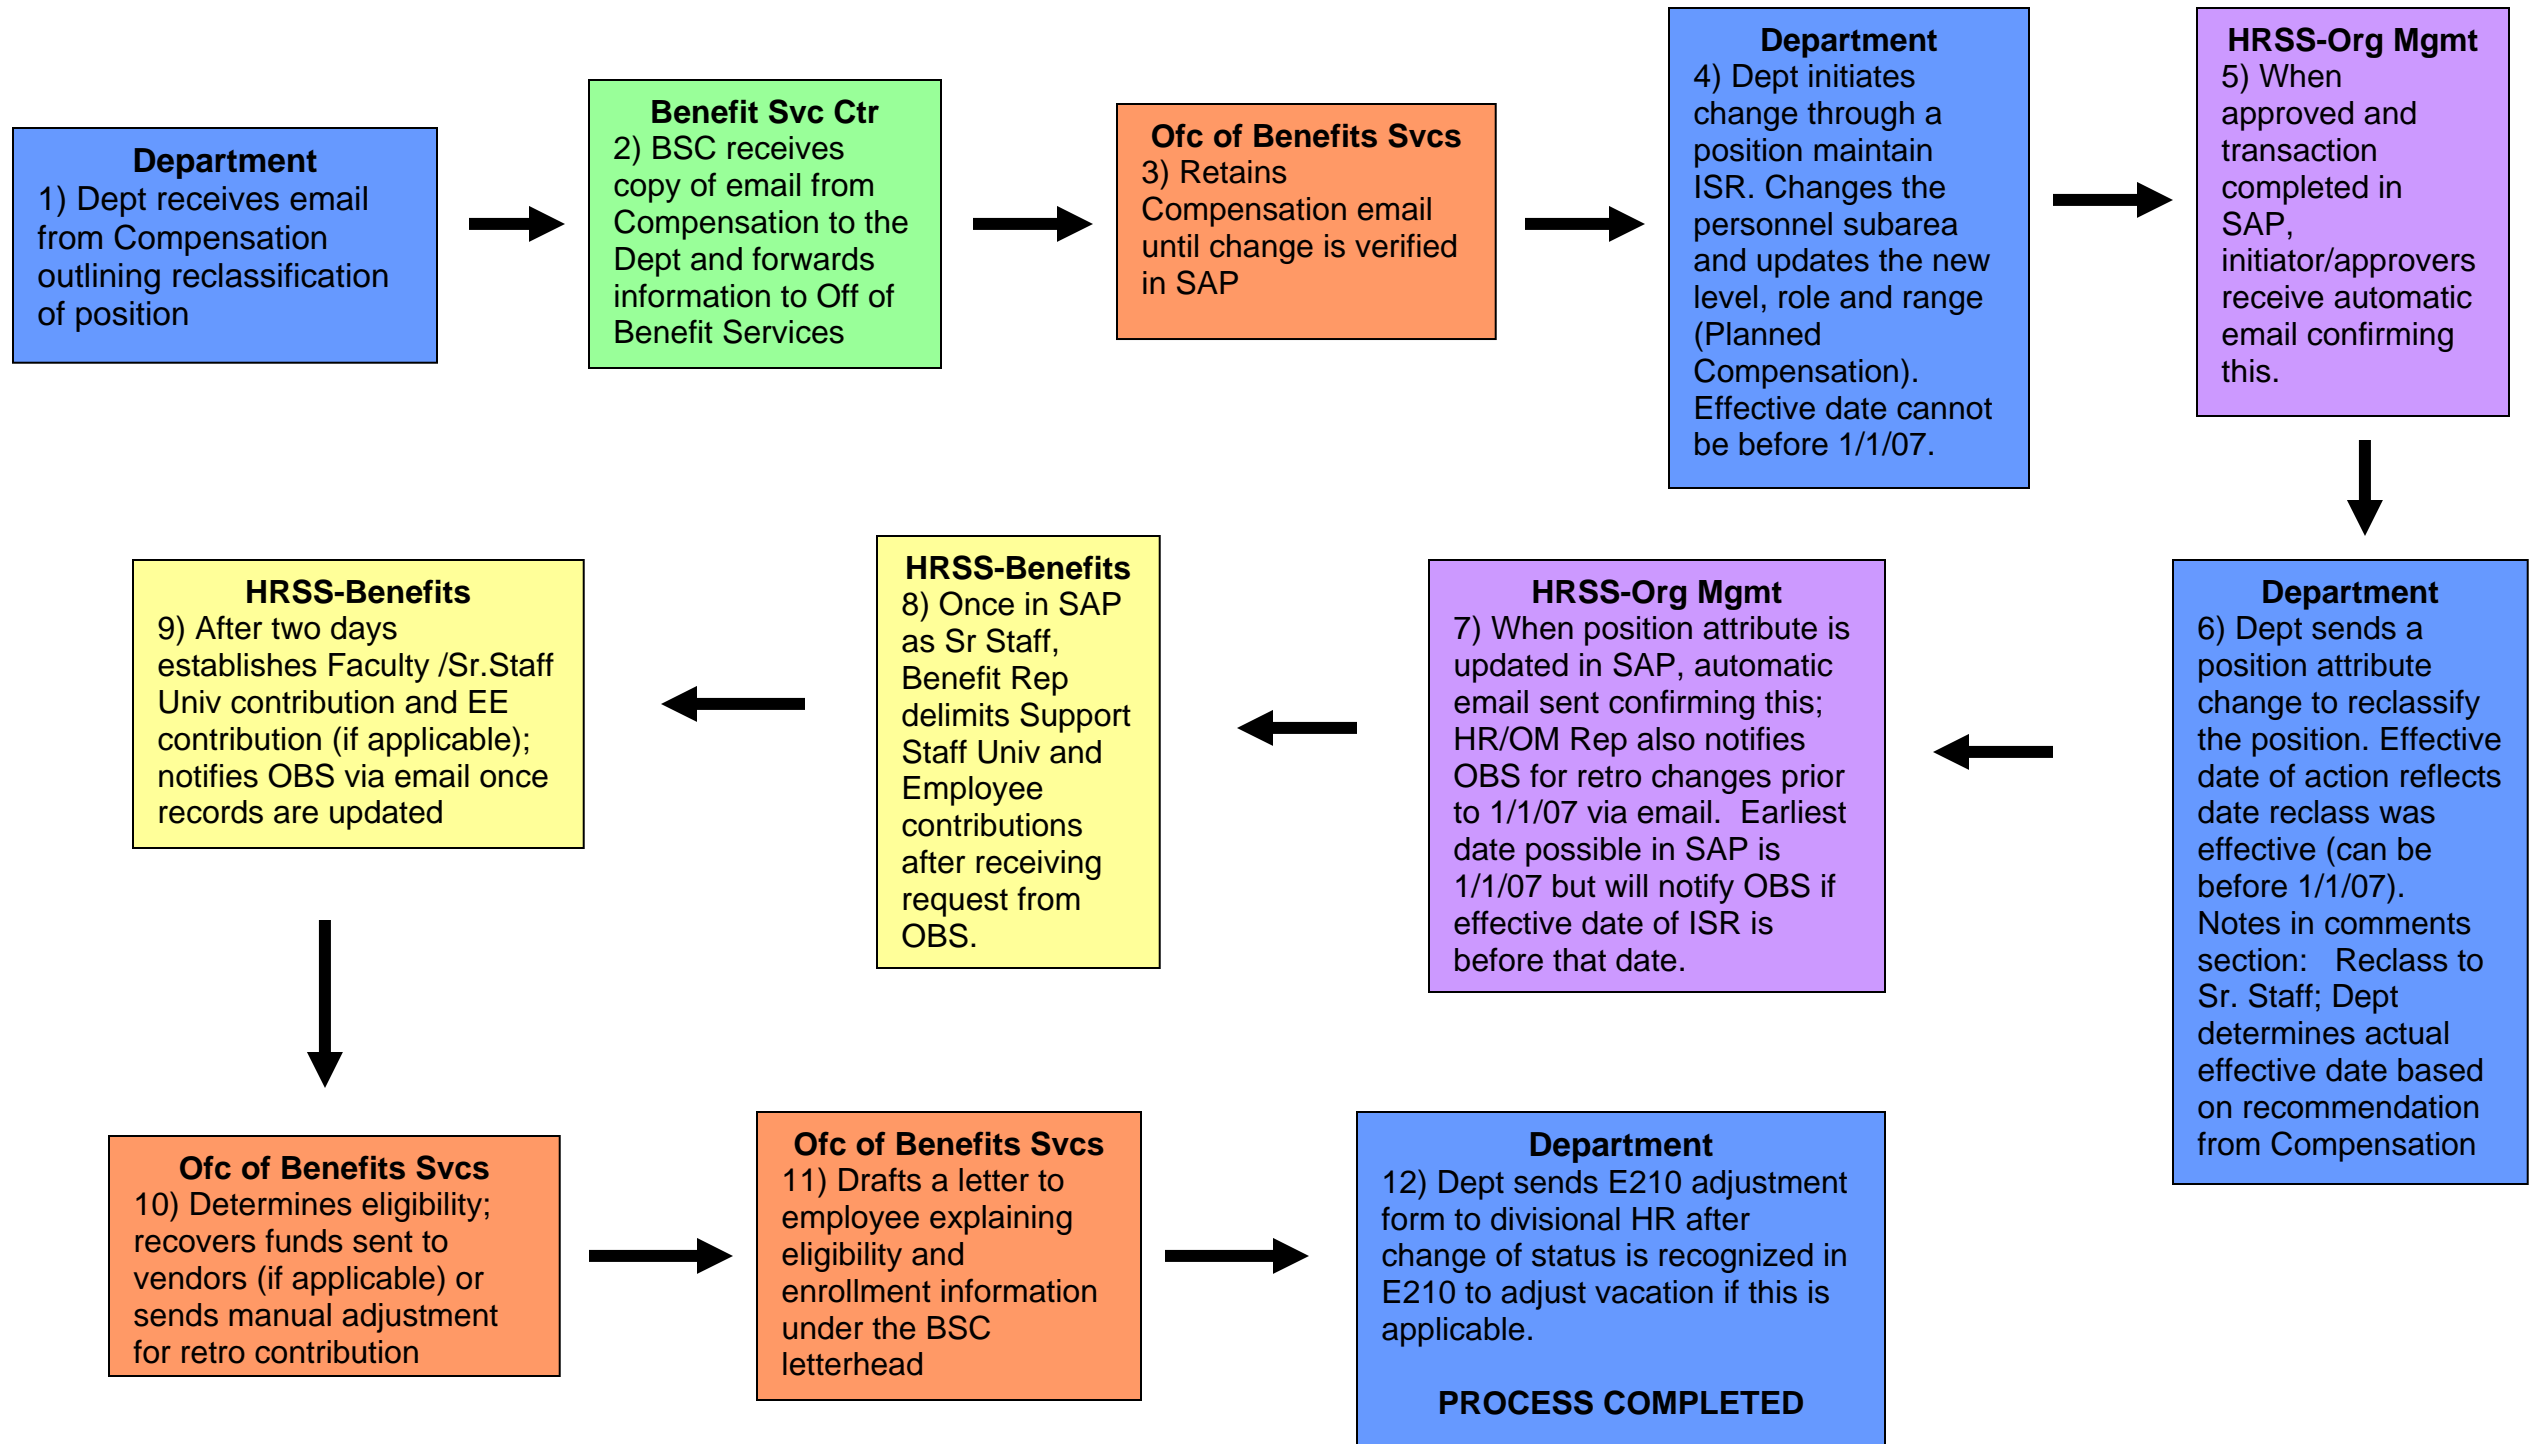 Department
1) Dept receives email
from Compensation
outlining reclassification
of position
Benefit Svc Ctr
2) BSC receives
copy of email from
Compensation to the
Dept and forwards
information to Off of
Benefit Services
Ofc of Benefits Svcs
3) Retains
Compensation email
until change is verified
in SAP
Department
4) Dept initiates
change through a
position maintain
ISR. Changes the
personnel subarea
and updates the new
level, role and range
(Planned
Compensation).
Effective date cannot
be before 1/1/07.
HRSS-Org Mgmt
5) When
approved and
transaction
completed in
SAP,
initiator/approvers
receive automatic
email confirming
this.
Department
6) Dept sends a
position attribute
change to reclassify
the position. Effective
date of action reflects
date reclass was
effective (can be
before 1/1/07).
Notes in comments
section:   Reclass to
Sr. Staff; Dept
determines actual
effective date based
on recommendation
from Compensation
HRSS-Org Mgmt
7) When position attribute is
updated in SAP, automatic
email sent confirming this;
HR/OM Rep also notifies
OBS for retro changes prior
to 1/1/07 via email.  Earliest
date possible in SAP is
1/1/07 but will notify OBS if
effective date of ISR is
before that date.
HRSS-Benefits
8) Once in SAP
as Sr Staff,
Benefit Rep
delimits Support
Staff Univ and
Employee
contributions
after receiving
request from
OBS.
HRSS-Benefits
9) After two days
establishes Faculty /Sr.Staff
Univ contribution and EE
contribution (if applicable);
notifies OBS via email once
records are updated
Ofc of Benefits Svcs
10) Determines eligibility;
recovers funds sent to
vendors (if applicable) or
sends manual adjustment
for retro contribution
Ofc of Benefits Svcs
11) Drafts a letter to
employee explaining
eligibility and
enrollment information
under the BSC
letterhead
Department
12) Dept sends E210 adjustment
form to divisional HR after
change of status is recognized in
E210 to adjust vacation if this is
applicable.
PROCESS COMPLETED